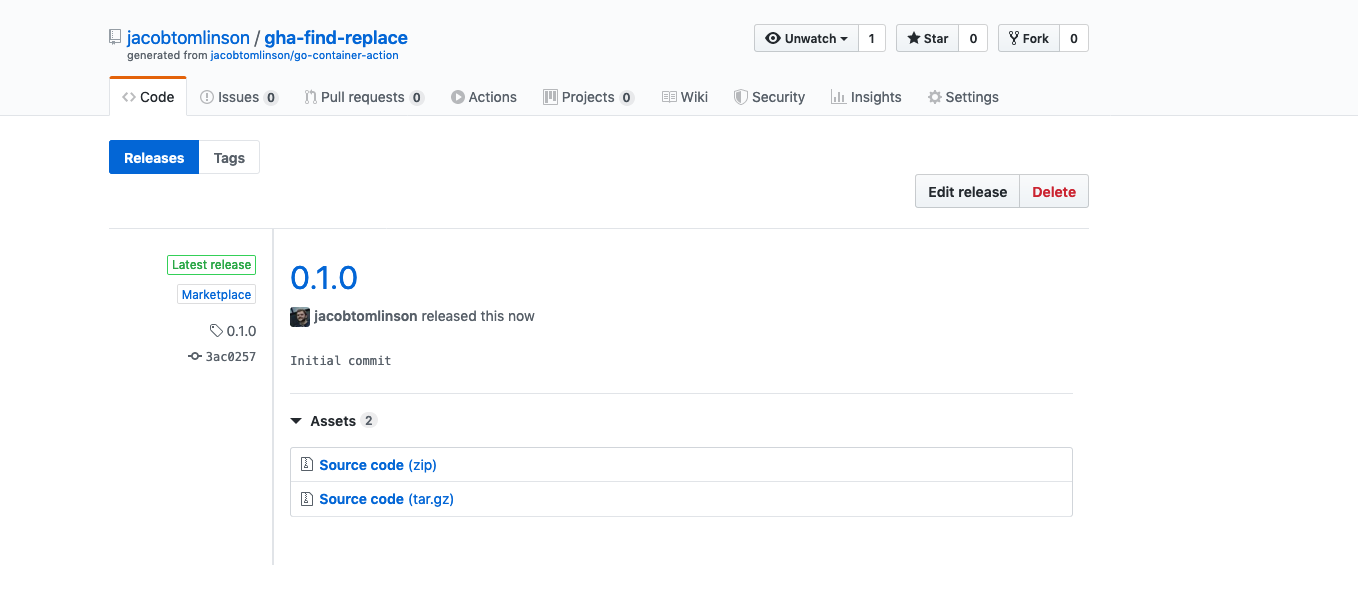 jacobtomlinson / gha-find-replace
generated from jacobtomlinson/go-container-action
Unwatch 1 Star 0 Fork 0
Code Issues 0 Pull requests 0 Actions Projects 0 Wiki Security Insights Settings
Releases Tags
Edit release Delete
Latest release
Marketplace
0.1.0
3ac0257
0.1.0
jacobtomlinson released this now
Initial commit
Assets 2
Source code (zip)
Source code (tar.gz)